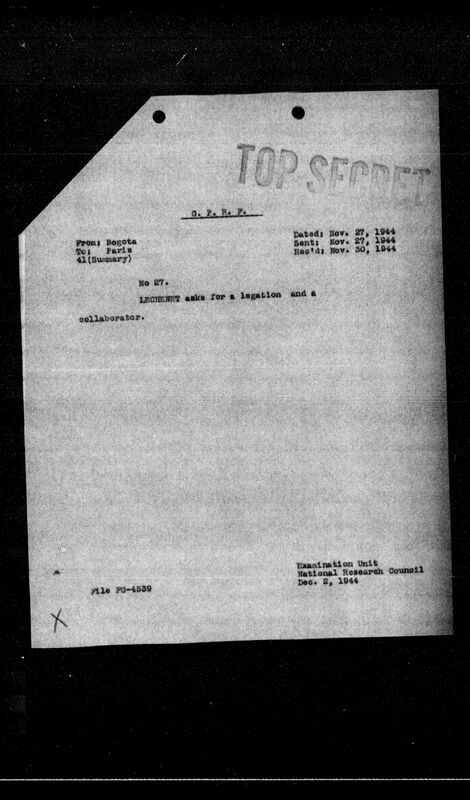 TOP SECRET
G. P. R. F.
From: Bogota
To: Paris
41(Summary)
Dated: Nov. 27, 1944
Sent: Nov. 27, 1944
Rec'd: Nov. 30, 1944
No 27.
LECHENET asks for a legation and a
collaborator.
Examination Unit
National Research Council
Dec. 2, 1944
File FG-4539
X